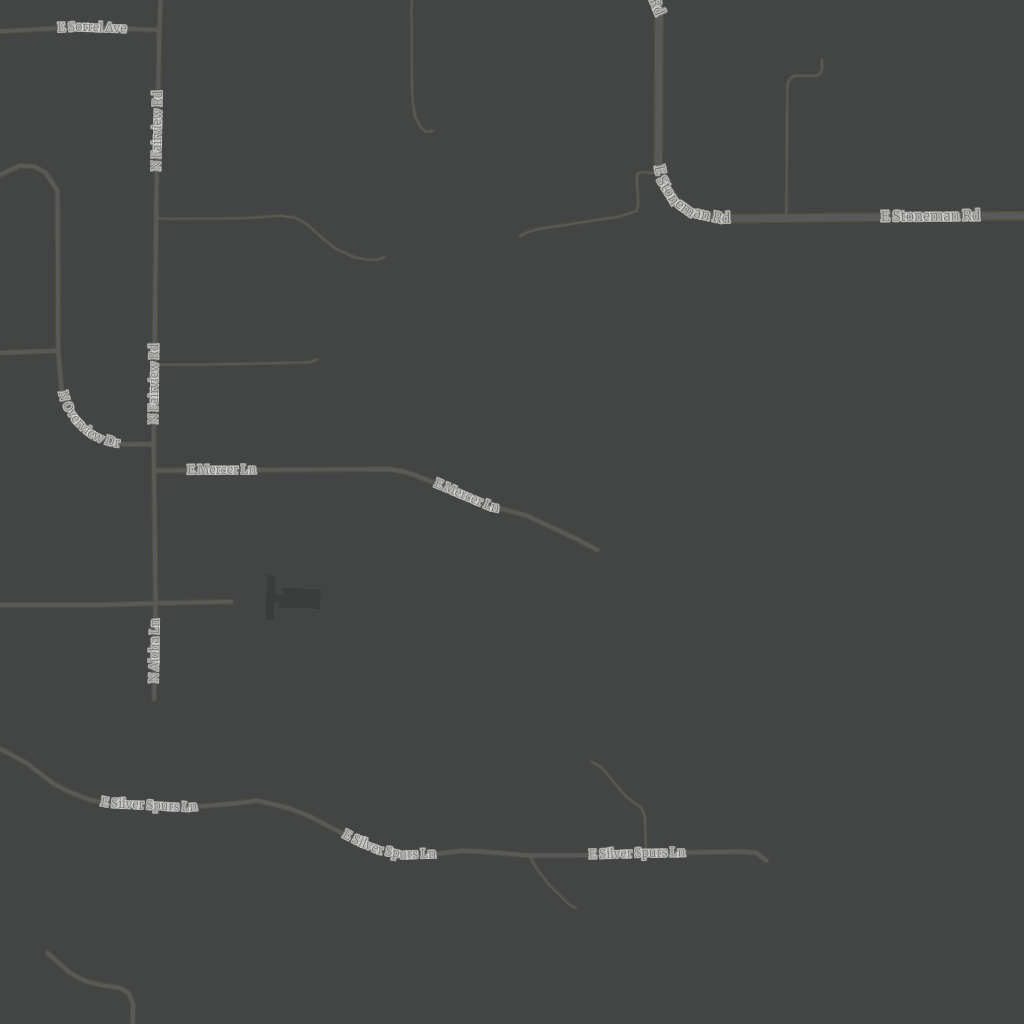 Rd
E Sorrel Ave
N Fairview Rd
E Stoneman Rd
E Stoneman Rd
N Fairview Rd
N Overview Dr
E Mercer Ln
E Mercer Ln
N Aloha Ln
E Silver Spurs Ln
E Silver Spurs Ln
E Silver Spurs Ln